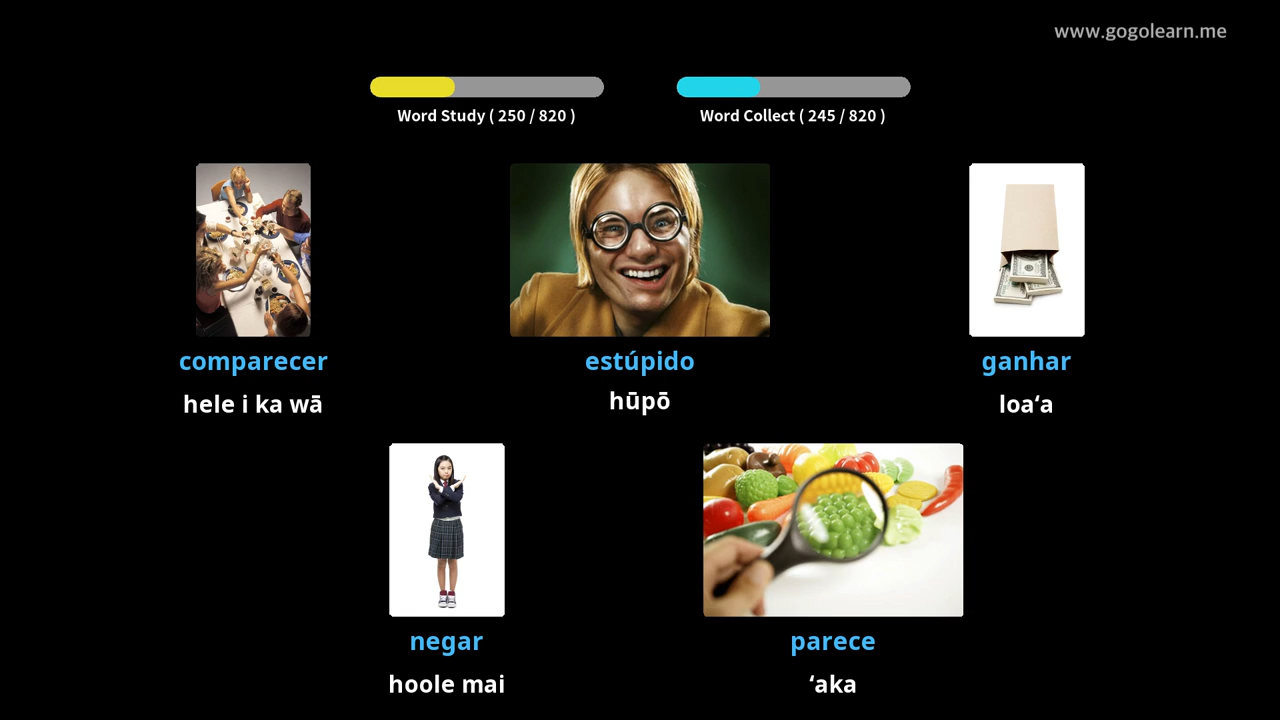 www.gogolearn.me
Word Study ( 250 / 820 )
Word Collect ( 245 / 820 )
comparecer
hele i ka wā
estúpido
hūpō
ganhar
loaʻa
negar
hoole mai
parece
ʻaka